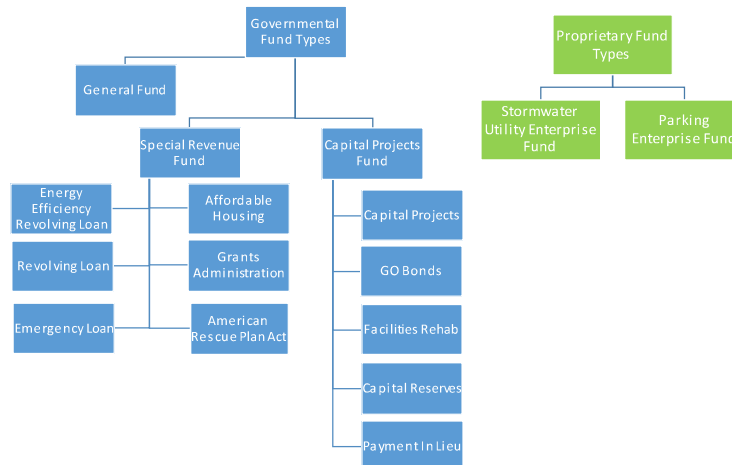 Governmental
Fund Types
General Fund
Special Revenue
Fund
Capital Projects
Fund
Energy
Efficiency
Revolving Loan
Affordable
Housing
Revolving Loan
Grants
Administration
Emergency Loan
American
Rescue Plan Act
Capital Projects
GO Bonds
Facilities Rehab
Capital Reserves
Payment In Lieu
Proprietary Fund
Types
Stormwater
Utility Enterprise
Fund
Parking
Enterprise Fund